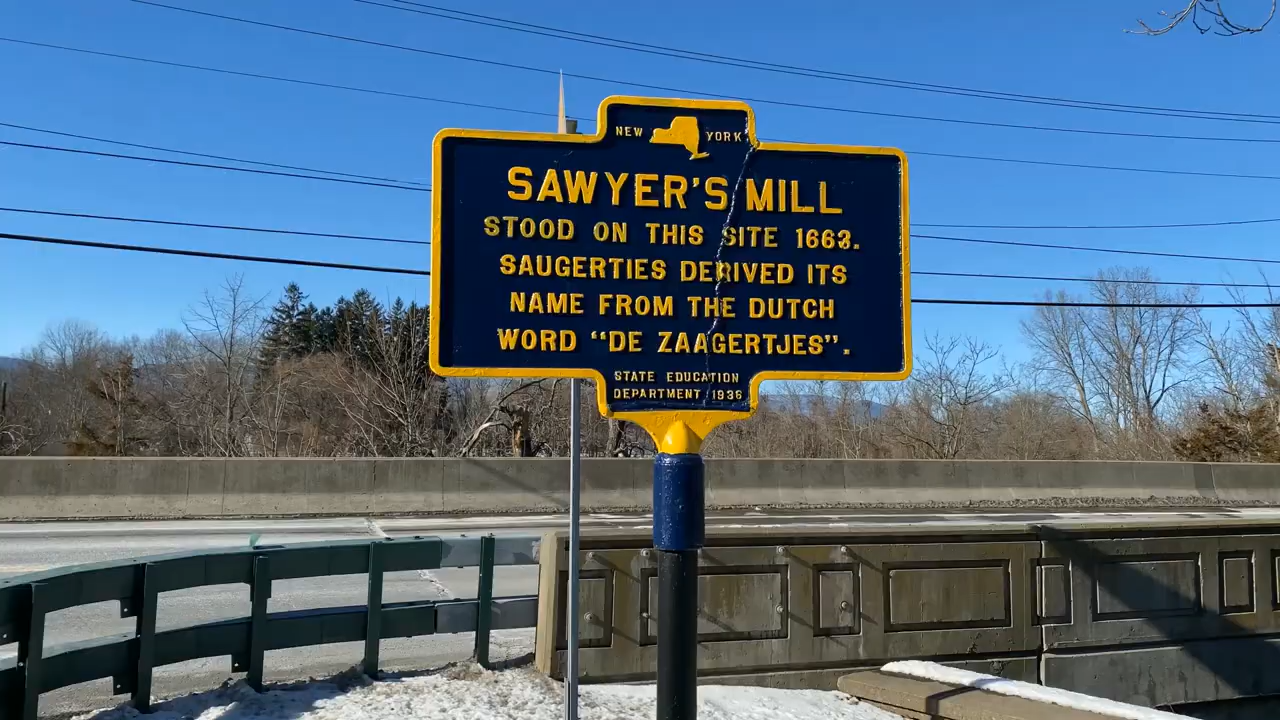 NEW YORK
SAWYER'S MILL
STOOD ON THIS SITE 1663.
SAUGERTIES DERIVED ITS
NAME FROM THE DUTCH
WORD "DE ZAAGERTJES".
STATE EDUCATION
DEPARTMENT 1936